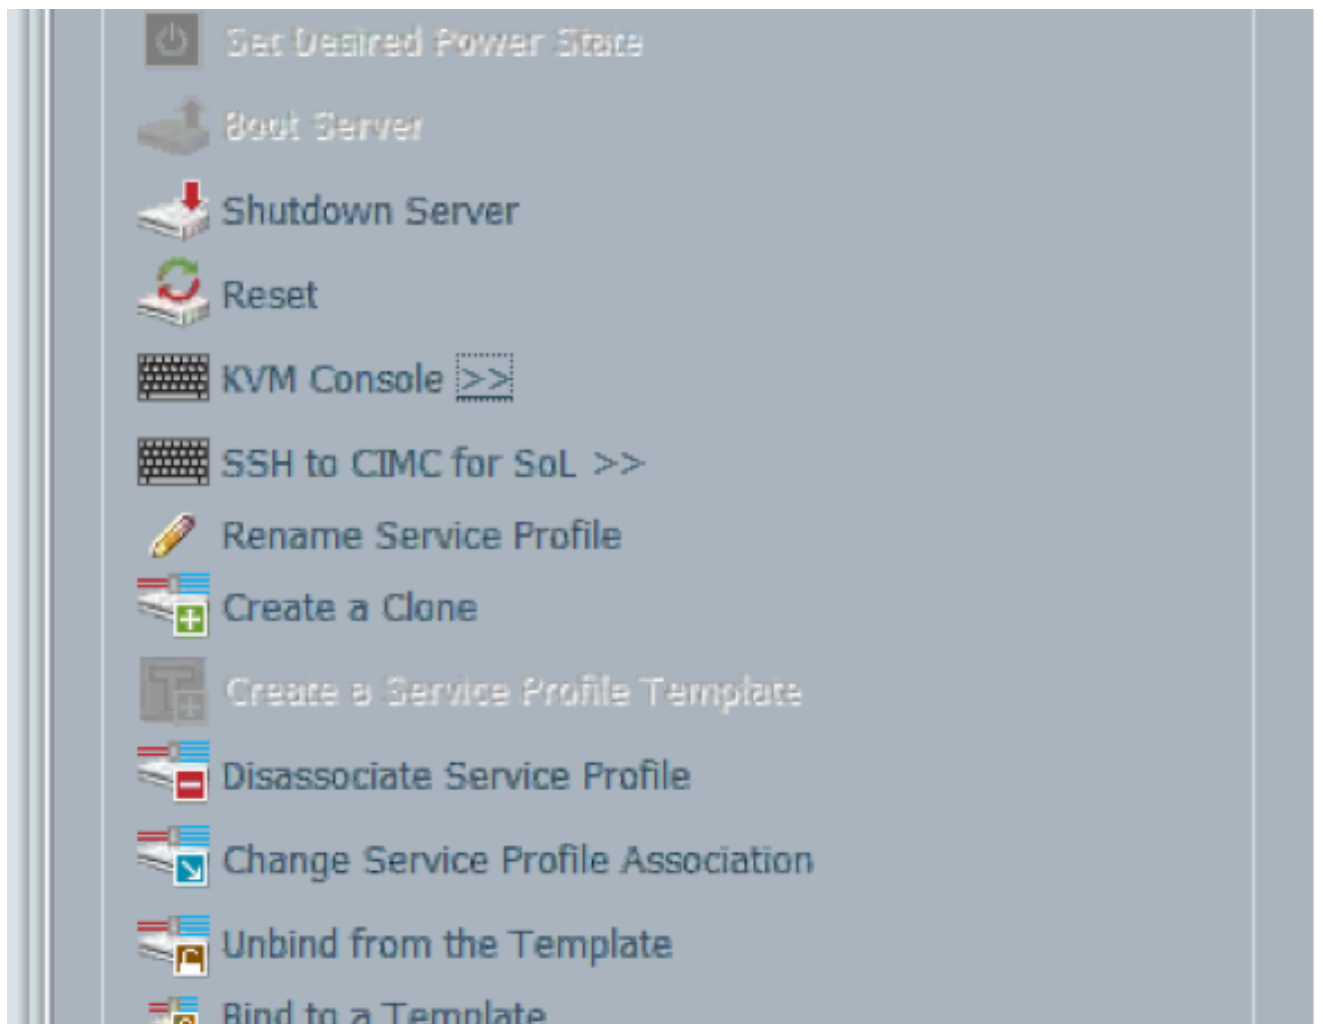 Set Desired Power State
Boot Server
Shutdown Server
Reset
KVM Console >>
SSH to CIMC for SoL >>
Rename Service Profile
Create a Clone
Create a Service Profile Template
Disassociate Service Profile
Change Service Profile Association
Unbind from the Template
Bind to a Template